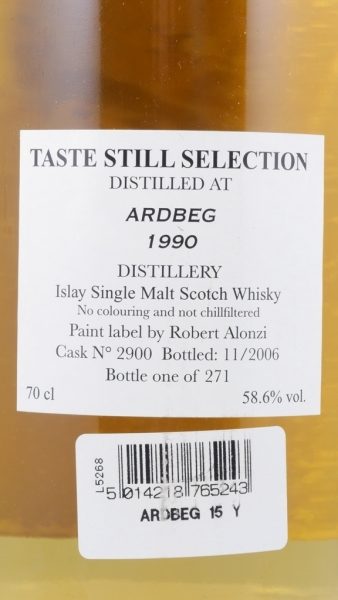 TASTE STILL SELECTION
DISTILLED AT
ARDBEG
1990
DISTILLERY
Islay Single Malt Scotch Whisky
No colouring and not chillfiltered
Paint label by Robert Alonzi
Cask N° 2900 Bottled: 11/2006
Bottle one of 271
70 cl 58.6% vol.
L5268
5 014218 765243
ARDBEG 15 Y